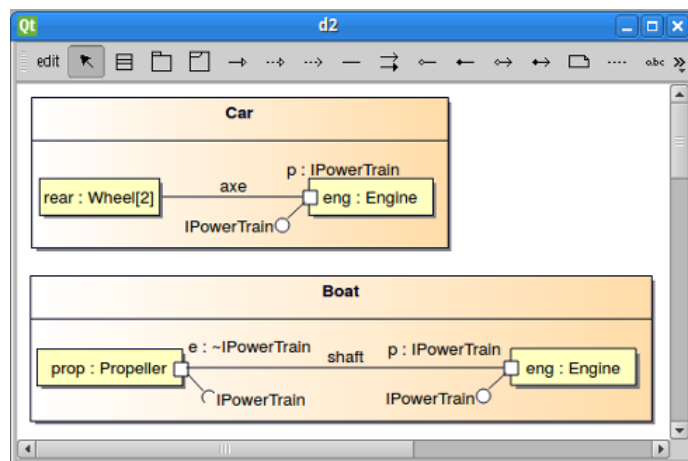 Qt d2
edit abc
Car
p : IPowerTrain
rear : Wheel[2] axe eng : Engine
IPowerTrain
Boat
e : ~IPowerTrain shaft p : IPowerTrain
prop : Propeller eng : Engine
IPowerTrain IPowerTrain